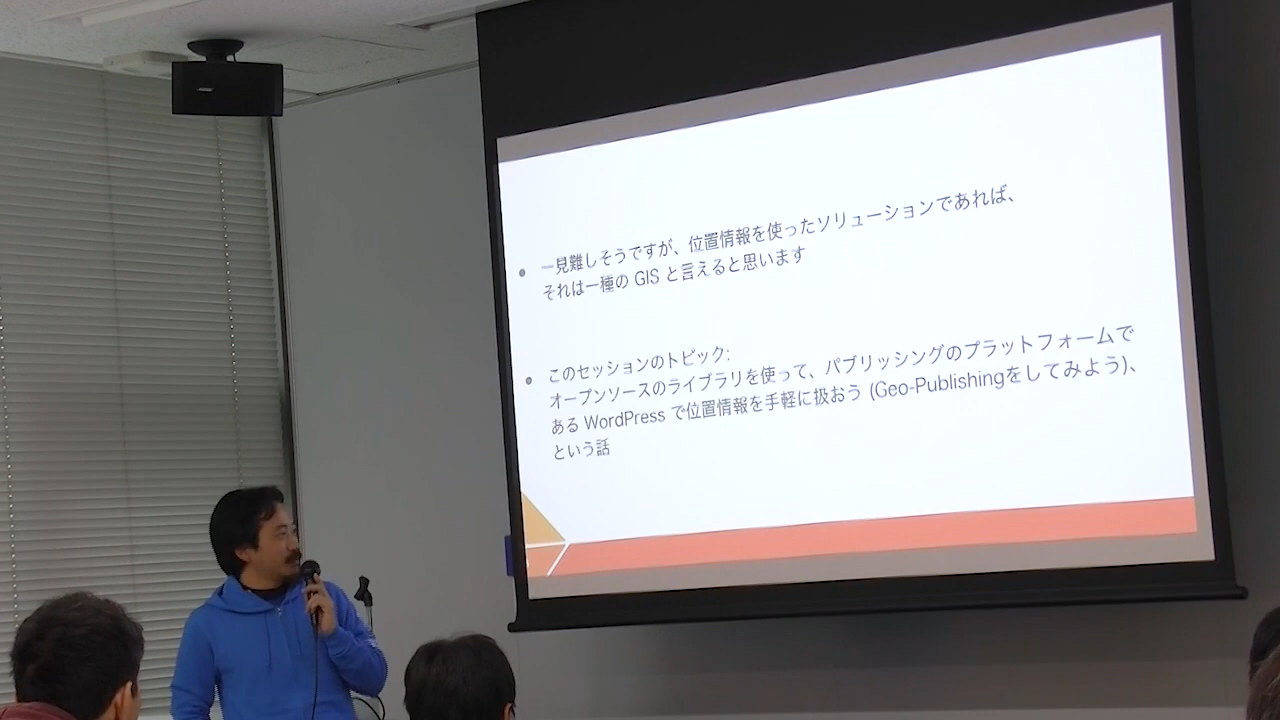 一見難しそうですが、位置情報を使ったソリューションであれば、
それは一種の GIS と言えると思います
このセッションのトピック:
オープンソースのライブラリを使って、パブリッシングのプラットフォームで
ある WordPress で位置情報を手軽に扱おう (Geo-Publishingをしてみよう)、
という話